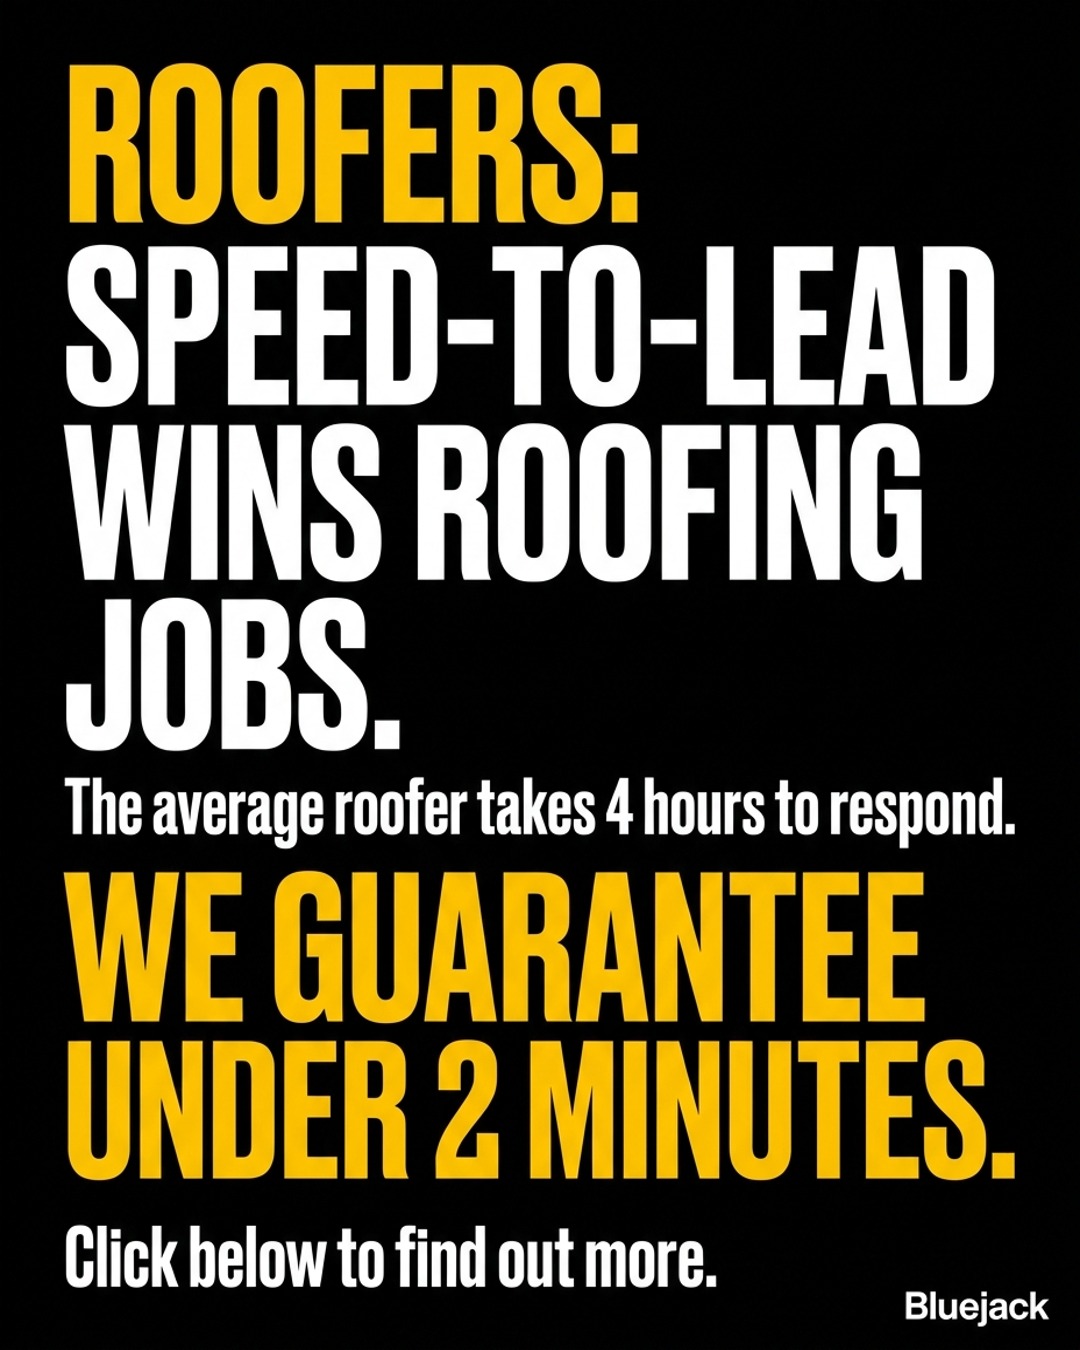 ROOFERS:
SPEED-TO-LEAD
WINS ROOFING
JOBS.
The average roofer takes 4 hours to respond.
WE GUARANTEE
UNDER 2 MINUTES.
Click below to find out more.
Bluejack